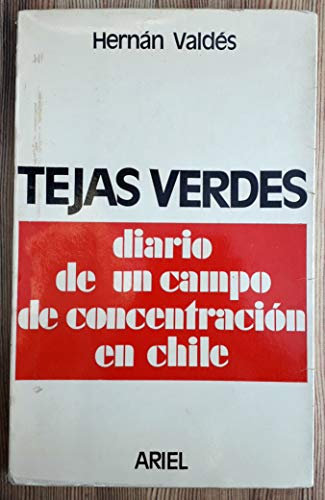 Hernán Valdés
TEJAS VERDES
diario
de un campo
de concentración
en chile
ARIEL